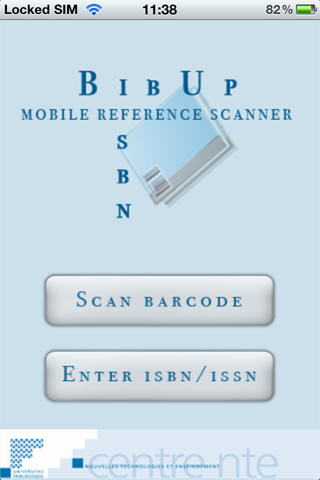 Locked SIM 11:38 82%
BIBUP
MOBILE REFERENCE SCANNER
S
B
N
SCAN BARCODE
ENTER ISBN/ISSN
UNIVERSITAS
FRIBURGENSIS
NOUVELLES TECHNOLOGIES ET ENSEIGNEMENT
centre nte